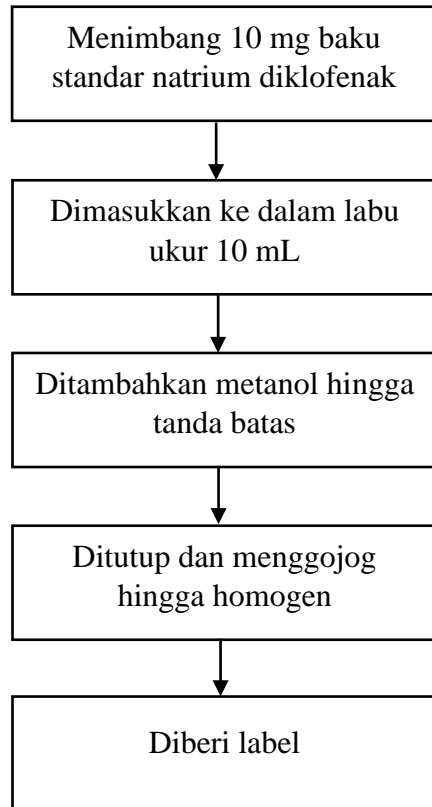 Menimbang 10 mg baku
standar natrium diklofenak
Dimasukkan ke dalam labu
ukur 10 mL
Ditambahkan metanol hingga
tanda batas
Ditutup dan menggojog
hingga homogen
Diberi label